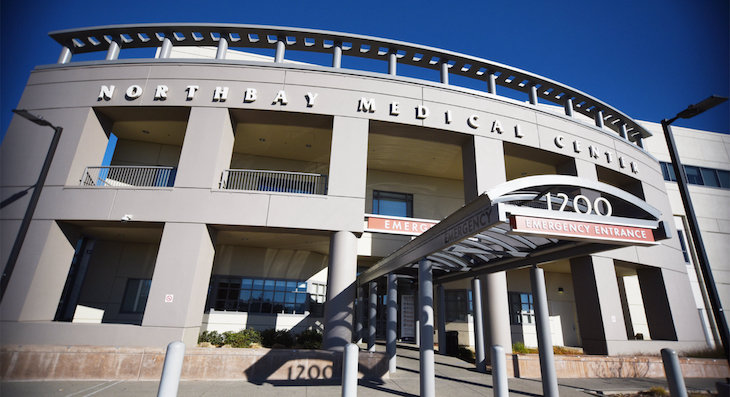 NORTHBAY MEDICAL CENTER
1200
EMERGENCY
EMERGENCY
EMERGENCY ENTRANCE
1200